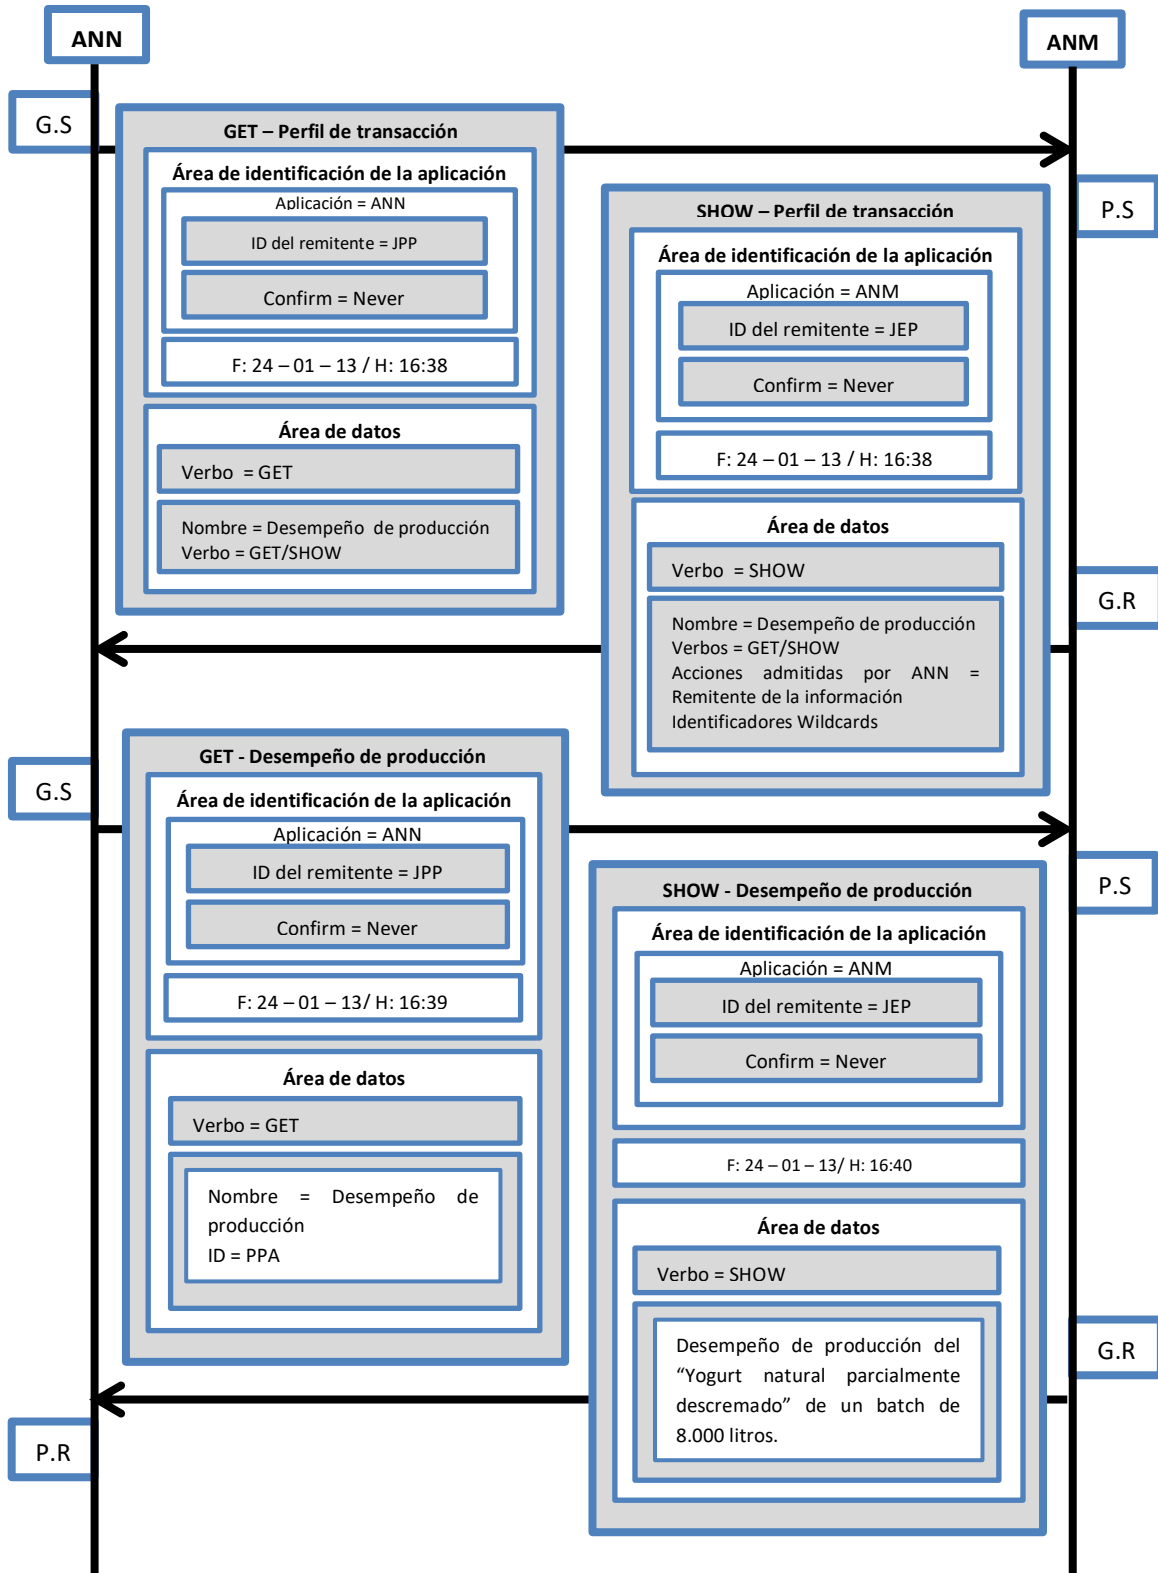 ANN
ANM
G.S
GET – Perfil de transacción
Área de identificación de la aplicación
Aplicación = ANN
ID del remitente = JPP
Confirm = Never
F: 24 – 01 – 13 / H: 16:38
Área de datos
Verbo = GET
Nombre = Desempeño de producción
Verbo = GET/SHOW
P.S
SHOW – Perfil de transacción
Área de identificación de la aplicación
Aplicación = ANM
ID del remitente = JEP
Confirm = Never
F: 24 – 01 – 13 / H: 16:38
Área de datos
Verbo = SHOW
Nombre = Desempeño de producción
Verbos = GET/SHOW
Acciones admitidas por ANN =
Remitente de la información
Identificadores Wildcards
G.R
G.S
GET - Desempeño de producción
Área de identificación de la aplicación
Aplicación = ANN
ID del remitente = JPP
Confirm = Never
F: 24 – 01 – 13/ H: 16:39
Área de datos
Verbo = GET
Nombre = Desempeño de
producción
ID = PPA
P.S
SHOW - Desempeño de producción
Área de identificación de la aplicación
Aplicación = ANM
ID del remitente = JEP
Confirm = Never
F: 24 – 01 – 13/ H: 16:40
Área de datos
Verbo = SHOW
Desempeño de producción del
“Yogurt natural parcialmente
descremado” de un batch de
8.000 litros.
G.R
P.R